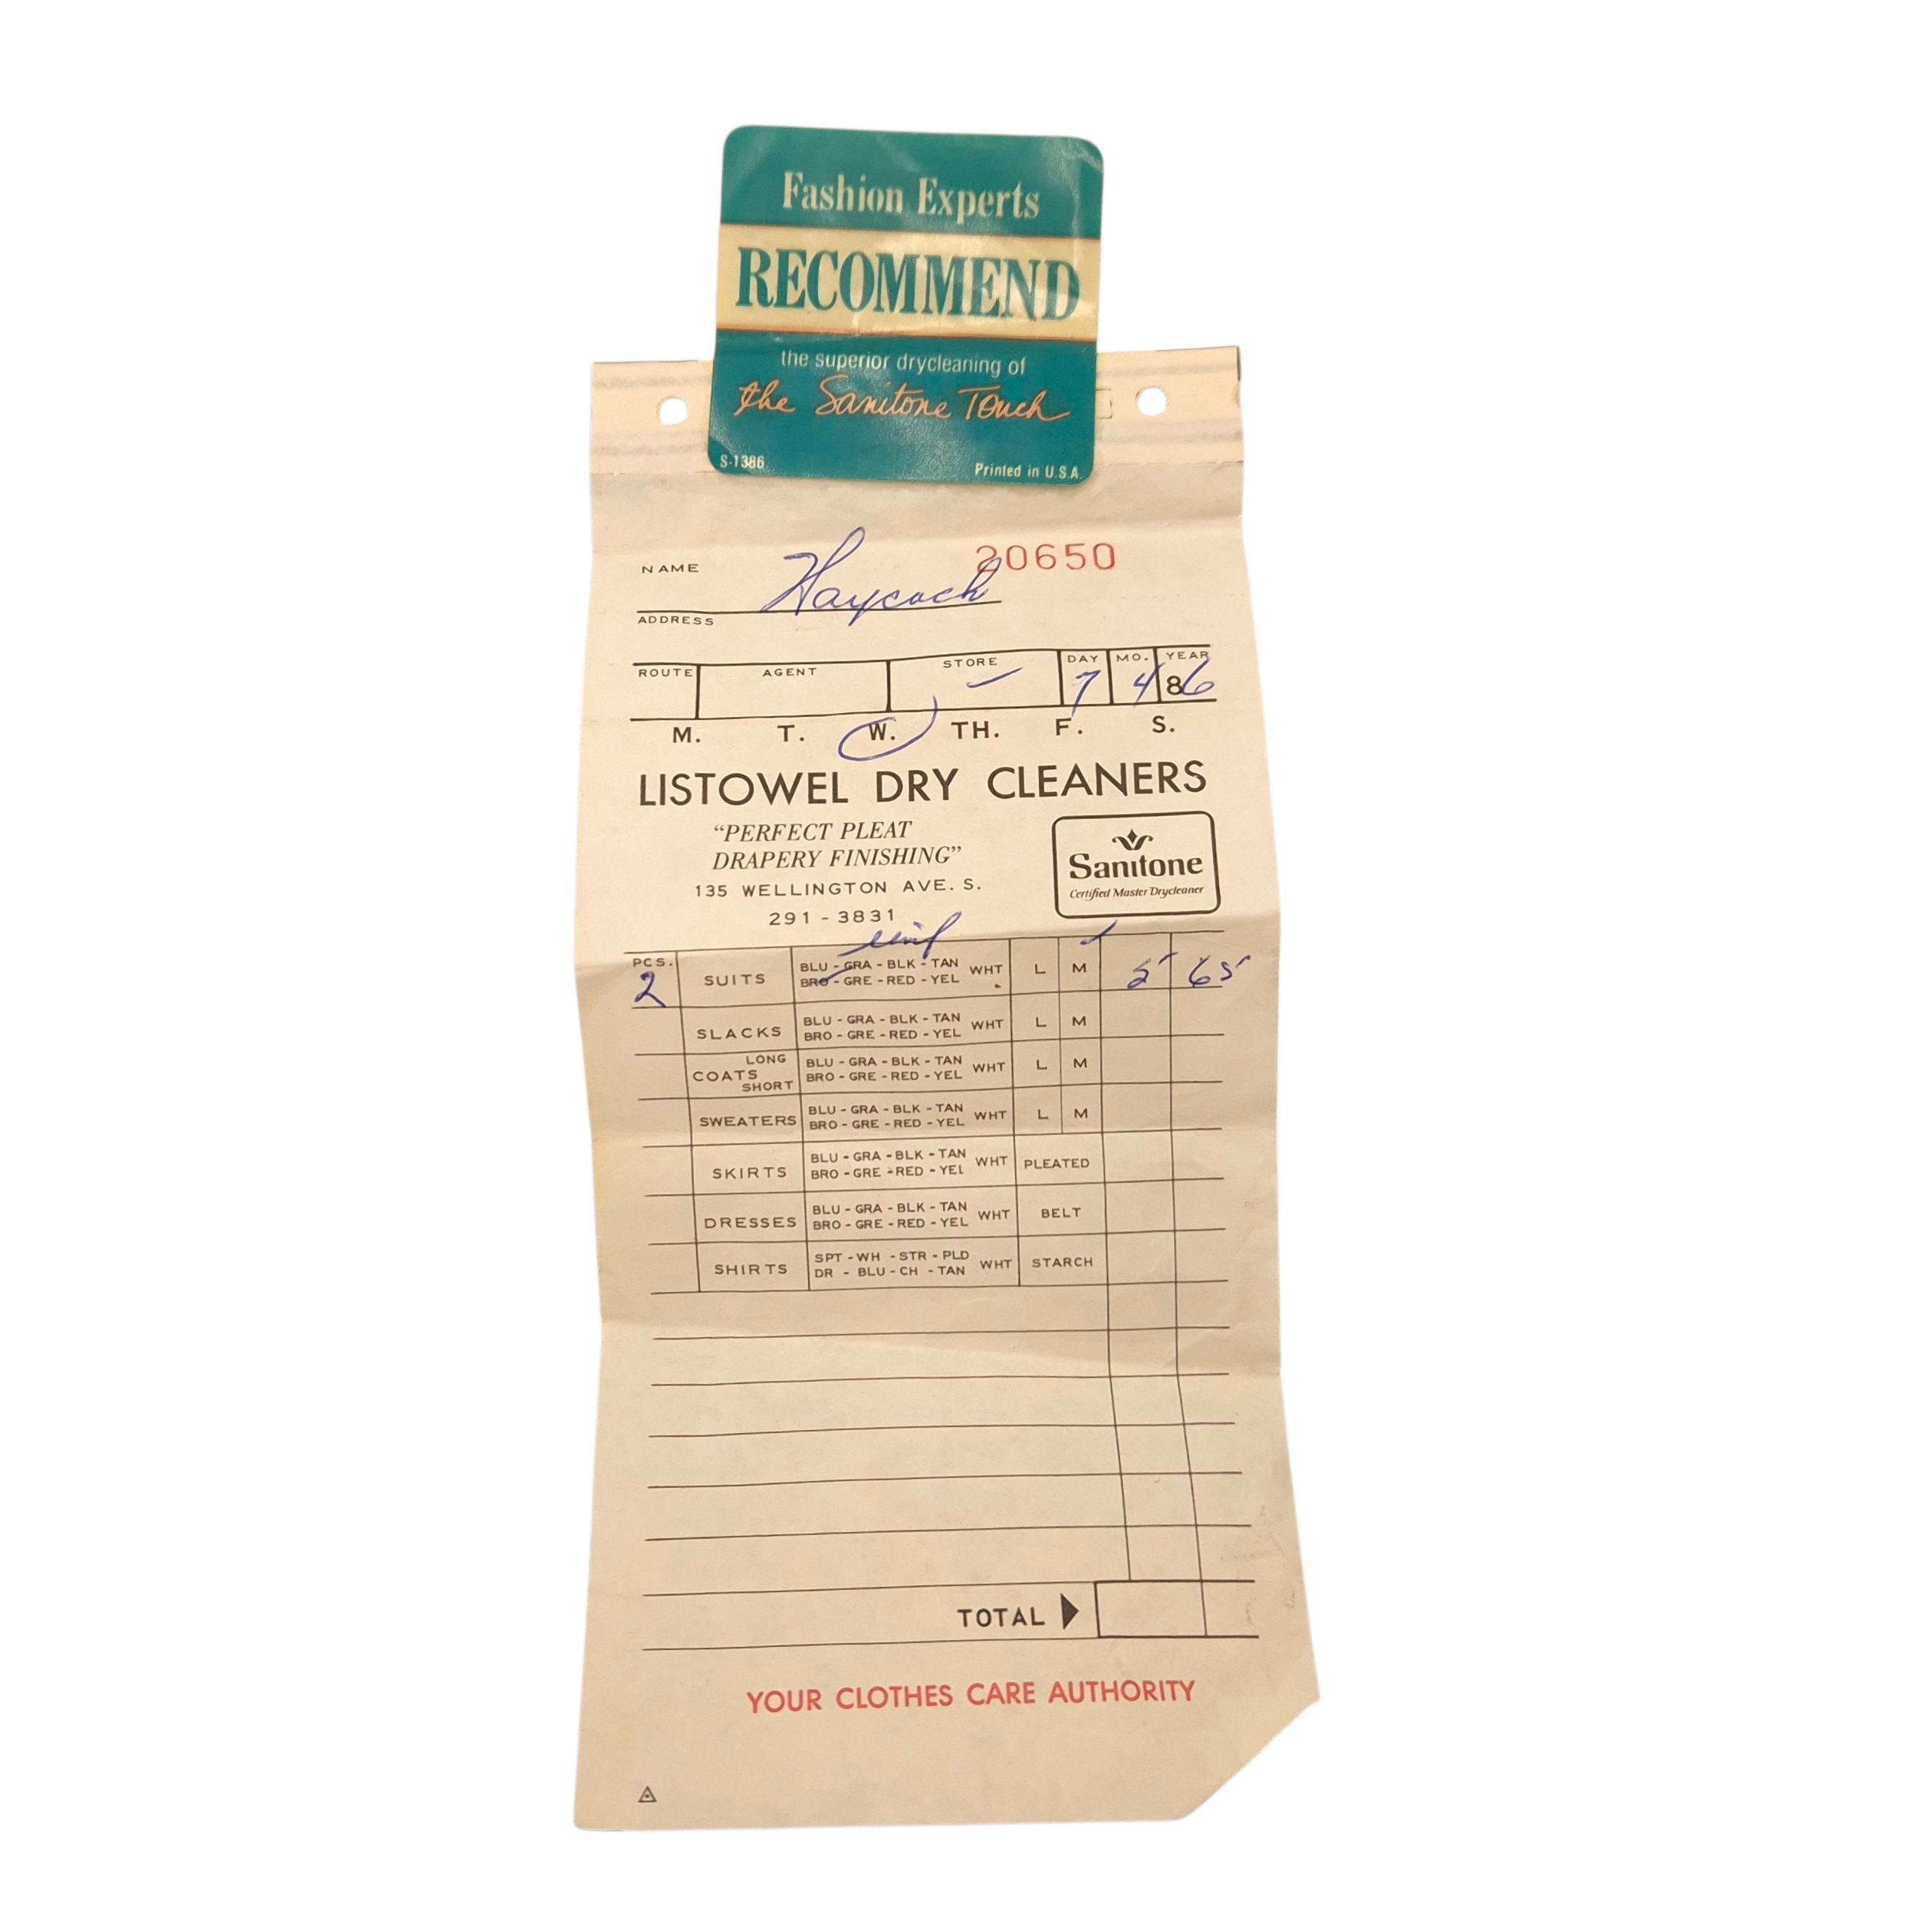 Fashion Experts
RECOMMEND
the superior drycleaning of
the Sanitone Touch
S-1386 Printed in U.S.A.
NAME Haycock 20650
ADDRESS
ROUTE AGENT STORE DAY MO. YEAR
7 4 86
M. T. W. TH. F. S.
LISTOWEL DRY CLEANERS
"PERFECT PLEAT
DRAPERY FINISHING"
135 WELLINGTON AVE. S.
291-3831
Sanitone
Certified Master Drycleaner
unif
PCS.
2 SUITS BLU - GRA - BLK - TAN WHT L M 5 65
BRO - GRE - RED - YEL
SLACKS BLU - GRA - BLK - TAN WHT L M
BRO - GRE - RED - YEL
LONG
COATS BLU - GRA - BLK - TAN WHT L M
SHORT BRO - GRE - RED - YEL
SWEATERS BLU - GRA - BLK - TAN WHT L M
BRO - GRE - RED - YEL
SKIRTS BLU - GRA - BLK - TAN WHT PLEATED
BRO - GRE - RED - YEL
DRESSES BLU - GRA - BLK - TAN WHT BELT
BRO - GRE - RED - YEL
SHIRTS SPT - WH - STR - PLD WHT STARCH
DR - BLU - CH - TAN
TOTAL
YOUR CLOTHES CARE AUTHORITY